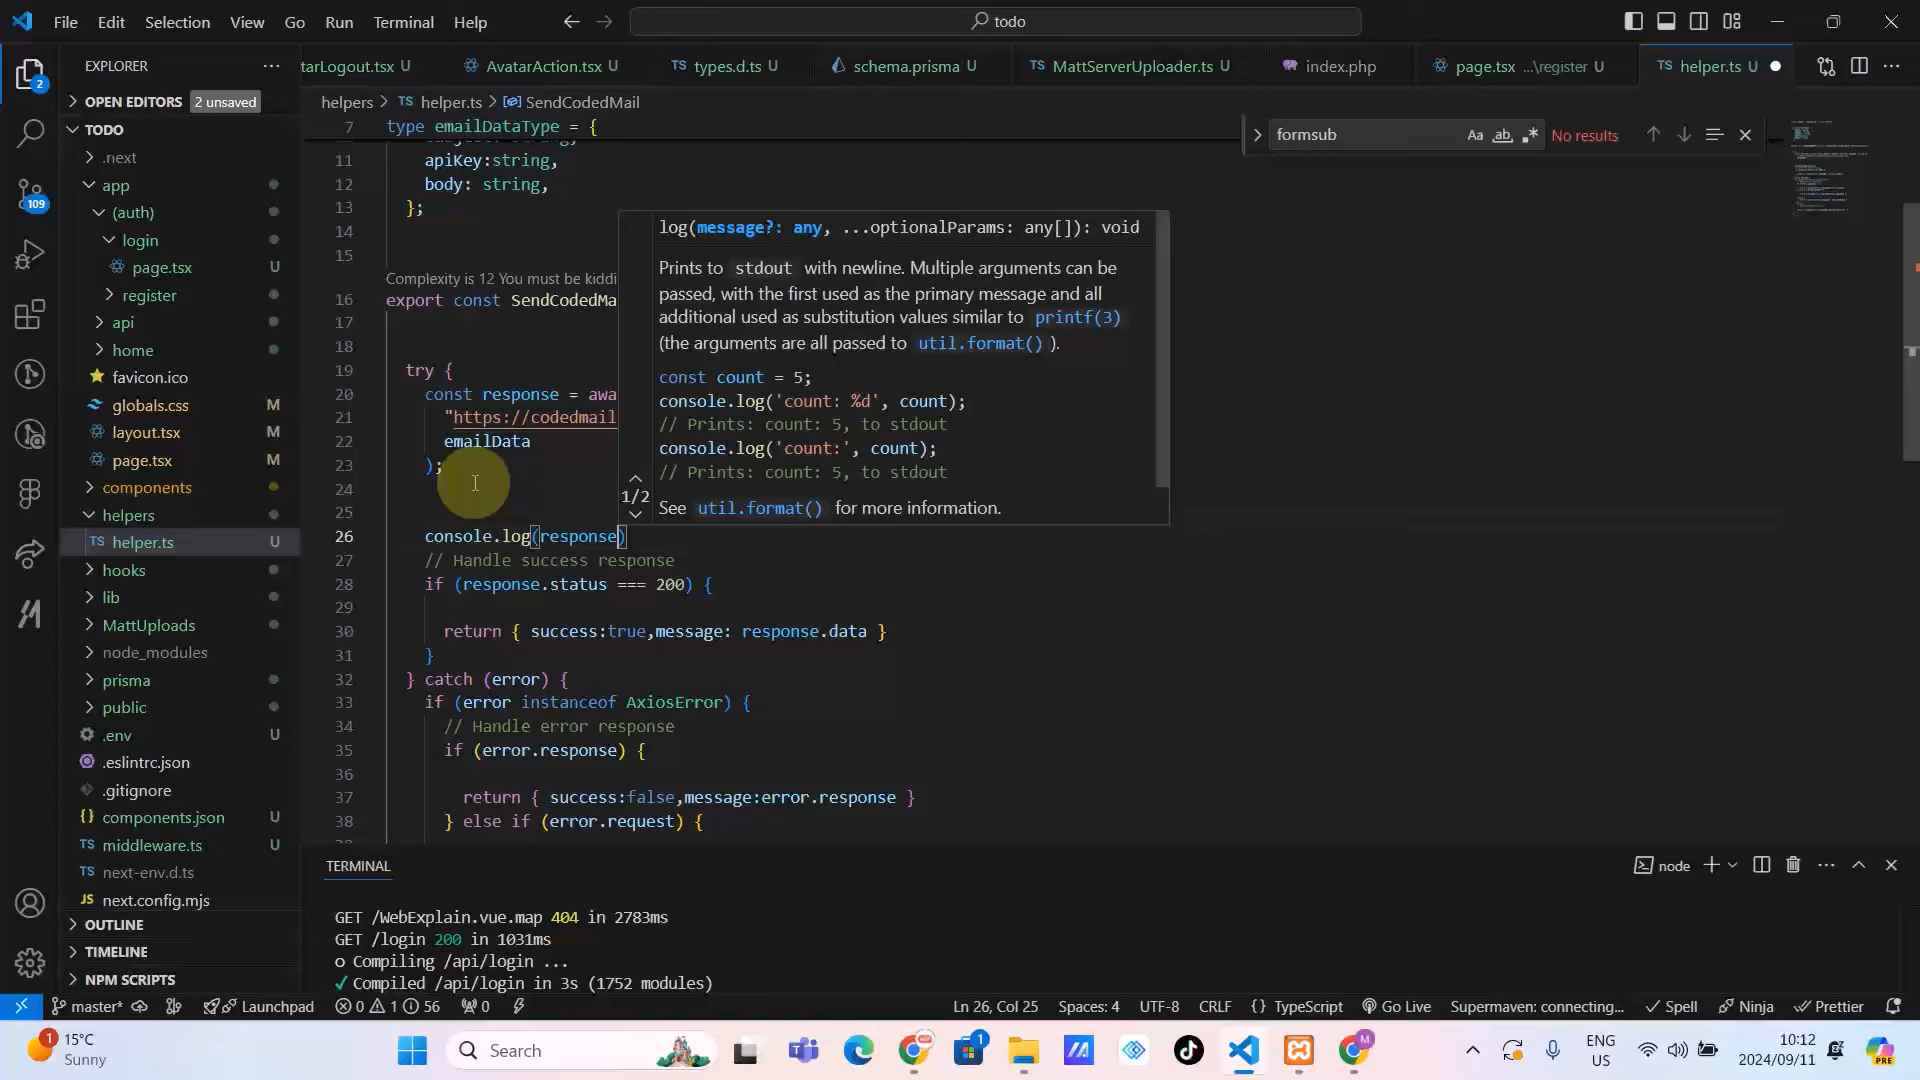 File Edit Selection View Go Run Terminal Help
todo
EXPLORER
OPEN EDITORS 2 unsaved
TODO
.next
app
(auth)
login
page.tsx U
register
api
home
favicon.ico
globals.css M
layout.tsx M
page.tsx M
components
helpers
helper.ts U
hooks
lib
MattUploads
node_modules
prisma
public
.env U
.eslintrc.json
.gitignore
components.json U
middleware.ts U
next-env.d.ts
next.config.mjs
OUTLINE
TIMELINE
NPM SCRIPTS
2
109
tarLogout.tsx U AvatarAction.tsx U types.d.ts U schema.prisma U MattServerUploader.ts U index.php page.tsx ...\register U helper.ts U
helpers > helper.ts > SendCodedMail
formsub Aa ab No results
7 type emailDataType = {
11 apiKey:string,
12 body: string,
13 };
14
15
Complexity is 12 You must be kiddi
16 export const SendCodedMa
17
18
19 try {
20 const response = awa
21 "https://codedmail
22 emailData
23 );
24
25
26 console.log(response)
27 // Handle success response
28 if (response.status === 200) {
29
30 return { success:true,message: response.data }
31 }
32 } catch (error) {
33 if (error instanceof AxiosError) {
34 // Handle error response
35 if (error.response) {
36
37 return { success:false,message:error.response }
38 } else if (error.request) {
log(message?: any, ...optionalParams: any[]): void
Prints to stdout with newline. Multiple arguments can be
passed, with the first used as the primary message and all
additional used as substitution values similar to printf(3)
(the arguments are all passed to util.format() ).
const count = 5;
console.log('count: %d', count);
// Prints: count: 5, to stdout
console.log('count:', count);
// Prints: count: 5, to stdout
1/2
See util.format() for more information.
TERMINAL
node
GET /WebExplain.vue.map 404 in 2783ms
GET /login 200 in 1031ms
o Compiling /api/login ...
✓ Compiled /api/login in 3s (1752 modules)
master* Launchpad 0 1 56 0 Ln 26, Col 25 Spaces: 4 UTF-8 CRLF {} TypeScript Go Live Supermaven: connecting... Spell Ninja Prettier
1
15°C
Sunny
Search
1
ENG
US
10:12
2024/09/11
PRE